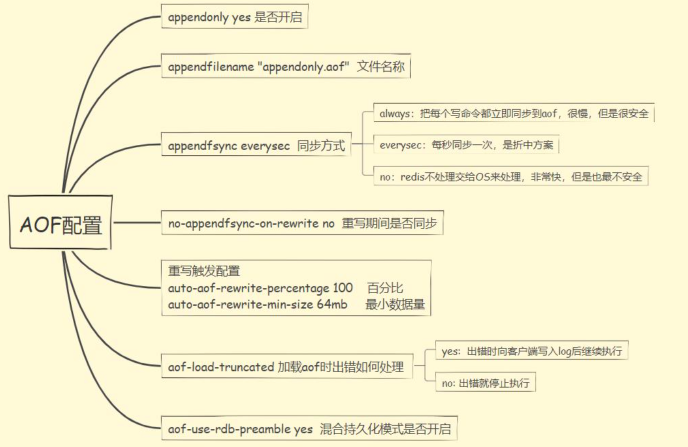 AOF配置
appendonly yes 是否开启
appendfilename "appendonly.aof" 文件名称
appendfsync everysec 同步方式
always：把每个写命令都立即同步到aof，很慢，但是很安全
everysec：每秒同步一次，是折中方案
no：redis不处理交给OS来处理，非常快，但是也最不安全
no-appendfsync-on-rewrite no 重写期间是否同步
重写触发配置
auto-aof-rewrite-percentage 100 百分比
auto-aof-rewrite-min-size 64mb 最小数据量
aof-load-truncated 加载aof时出错如何处理
yes: 出错时向客户端写入log后继续执行
no: 出错就停止执行
aof-use-rdb-preamble yes 混合持久化模式是否开启